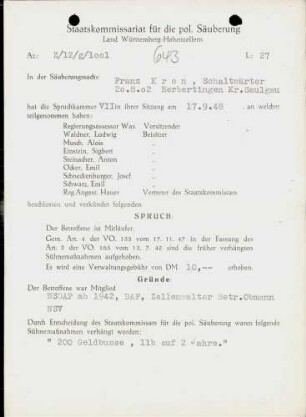 Staatskommissariat für die pol. Säuberung
Land Württemberg-Hohenzollern
Az: Z/12/g/1001 643 L: 27
In der Säuberungssache Franz Kron, Schaltwärter
20.8.02 Herbertingen Kr.Saulgau
hat die Spruchkammer VII in ihrer Sitzung am 17.9.48 an welcher
teilgenommen haben:
Regierungsassessor Was Vorsitzender
Waldner, Ludwig Beisitzer
Musch, Alois "
Einstein, Sigbert "
Steinacher, Anton "
Ocker, Emil "
Schneckenburger, Josef "
Schwarz, Emil "
Reg.August. Hauer Vertreter des Staatskommissars
beschlossen und verkündet folgenden
SPRUCH
Der Betroffene ist Mitläufer.
Gem. Art. 4 der VO. 133 vom 17. 11. 47 in der Fassung des
Art. 2 der VO. 165 vom 13. 7. 48 sind die früher verhängten
Sühnemaßnahmen aufgehoben.
Es wird eine Verwaltungsgebühr von DM 10,-- erhoben.
Gründe
Der Betroffene war Mitglied
NSDAP ab 1942, DAF, Zellenwalter Betr.Obmann
NSV
Durch Entscheidung des Staatskommissars für die pol. Säuberung waren folgende
Sühnemaßnahmen verhängt worden:
" 200 Geldbusse, 11b auf 2 Jahre."